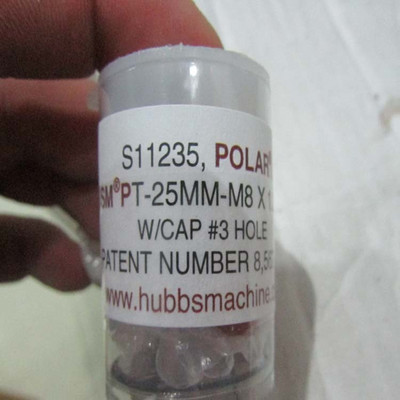 S11235, POLAR
SM®PT-25MM-M8 X 1.
W/CAP #3 HOLE
PATENT NUMBER 8,5
www.hubbsmachine.